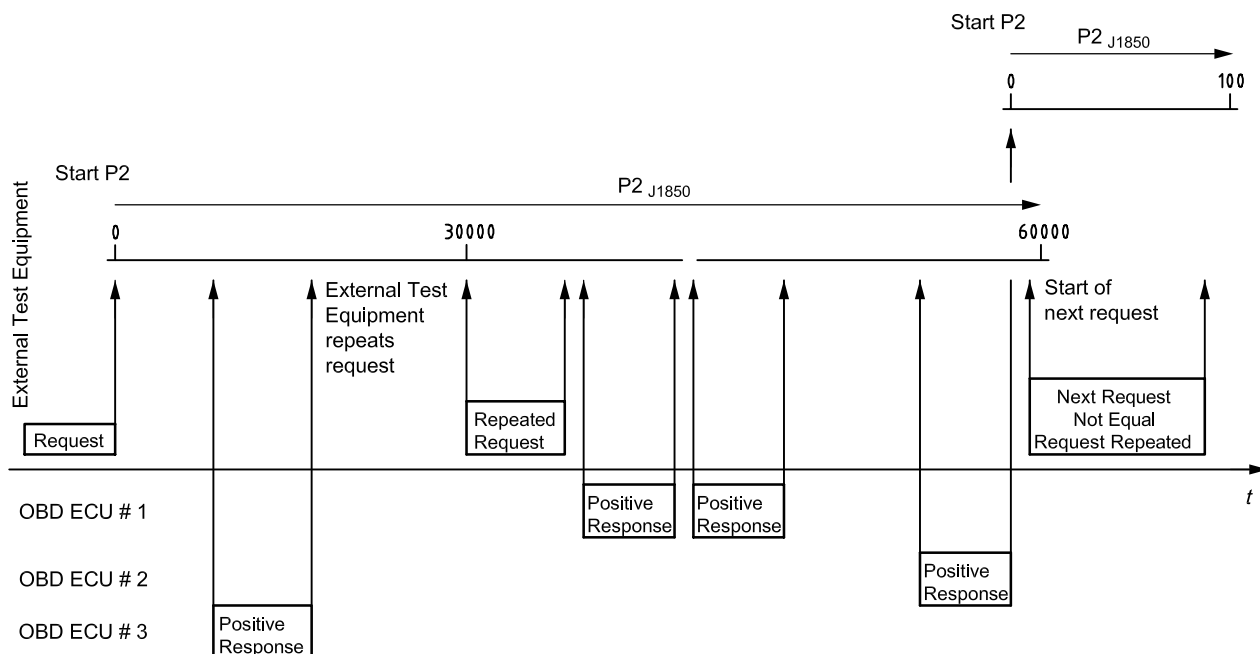 Start P2
P2 J1850
0
100
Start P2
P2 J1850
0
30000
60000
External Test Equipment
External Test
Equipment
repeats
request
Start of
next request
Request
Repeated
Request
Next Request
Not Equal
Request Repeated
t
OBD ECU # 1
Positive
Response
Positive
Response
OBD ECU # 2
Positive
Response
OBD ECU # 3
Positive
Response